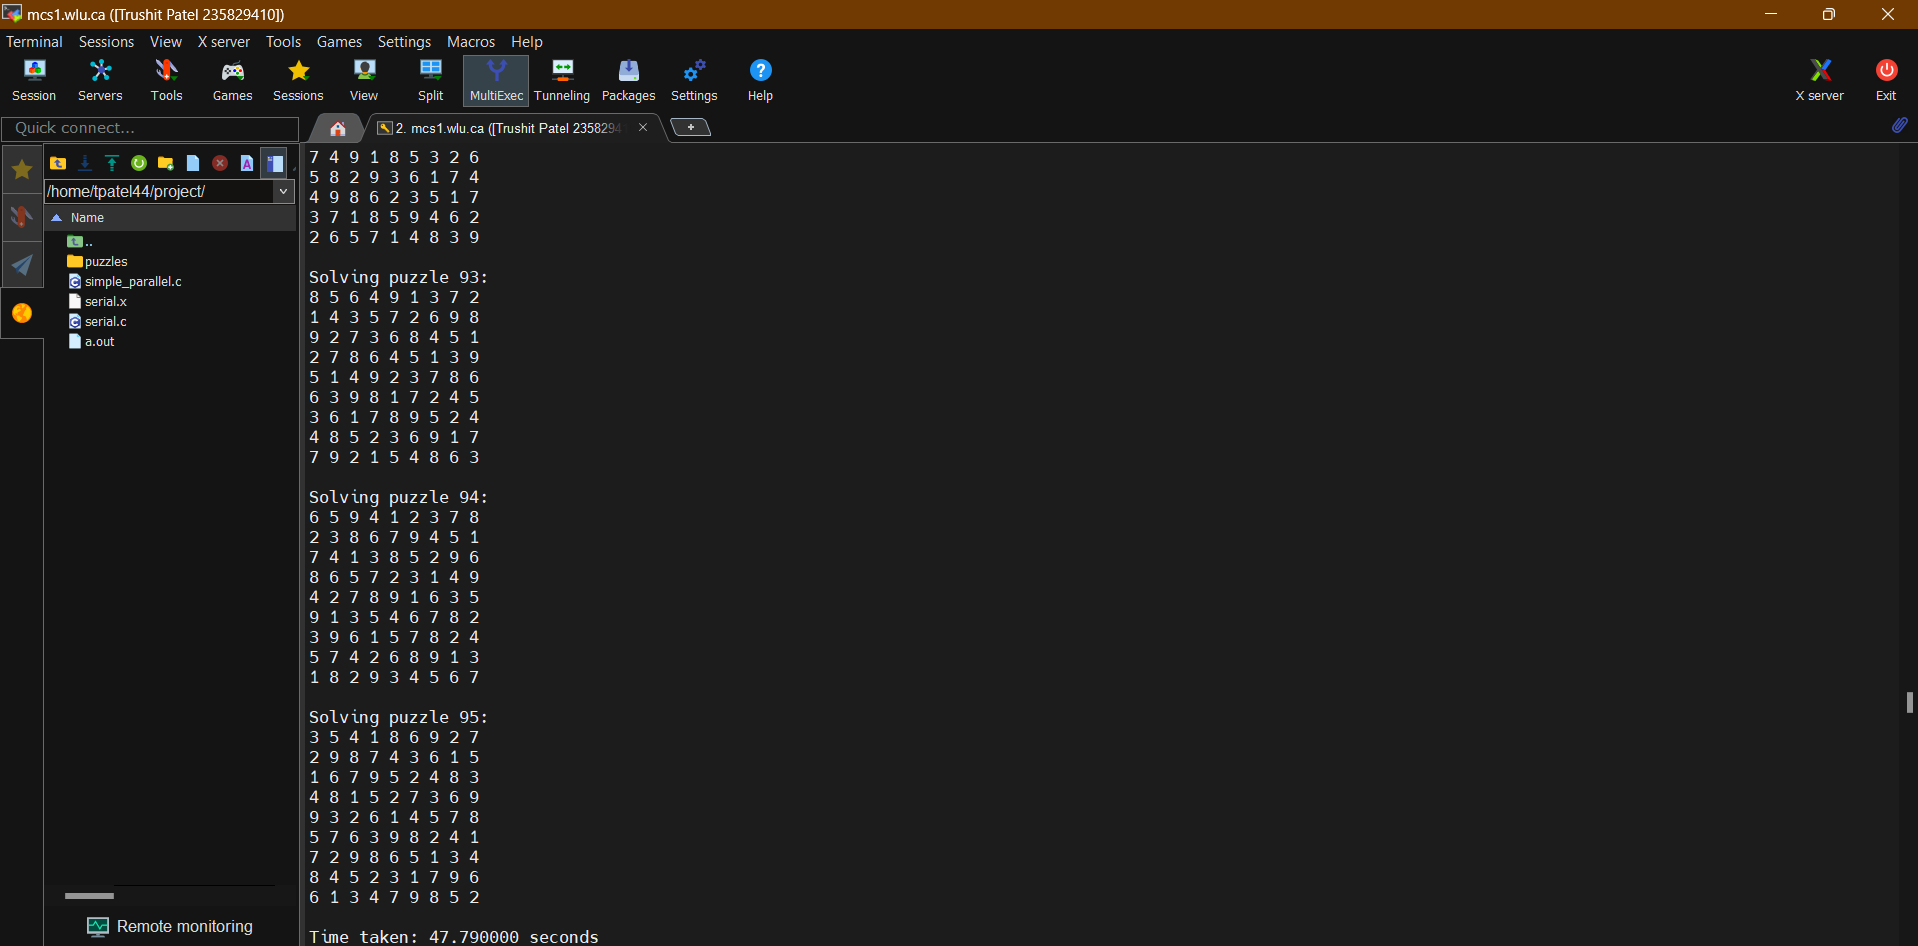 mcs1.wlu.ca ([Trushit Patel 235829410])
Terminal Sessions View X server Tools Games Settings Macros Help
Session Servers Tools Games Sessions View Split MultiExec Tunneling Packages Settings Help X server Exit
Quick connect...
2. mcs1.wlu.ca ([Trushit Patel 2358294
/home/tpatel44/project/
Name
..
puzzles
simple_parallel.c
serial.x
serial.c
a.out
Remote monitoring
7 4 9 1 8 5 3 2 6
5 8 2 9 3 6 1 7 4
4 9 8 6 2 3 5 1 7
3 7 1 8 5 9 4 6 2
2 6 5 7 1 4 8 3 9
Solving puzzle 93:
8 5 6 4 9 1 3 7 2
1 4 3 5 7 2 6 9 8
9 2 7 3 6 8 4 5 1
2 7 8 6 4 5 1 3 9
5 1 4 9 2 3 7 8 6
6 3 9 8 1 7 2 4 5
3 6 1 7 8 9 5 2 4
4 8 5 2 3 6 9 1 7
7 9 2 1 5 4 8 6 3
Solving puzzle 94:
6 5 9 4 1 2 3 7 8
2 3 8 6 7 9 4 5 1
7 4 1 3 8 5 2 9 6
8 6 5 7 2 3 1 4 9
4 2 7 8 9 1 6 3 5
9 1 3 5 4 6 7 8 2
3 9 6 1 5 7 8 2 4
5 7 4 2 6 8 9 1 3
1 8 2 9 3 4 5 6 7
Solving puzzle 95:
3 5 4 1 8 6 9 2 7
2 9 8 7 4 3 6 1 5
1 6 7 9 5 2 4 8 3
4 8 1 5 2 7 3 6 9
9 3 2 6 1 4 5 7 8
5 7 6 3 9 8 2 4 1
7 2 9 8 6 5 1 3 4
8 4 5 2 3 1 7 9 6
6 1 3 4 7 9 8 5 2
Time taken: 47.790000 seconds